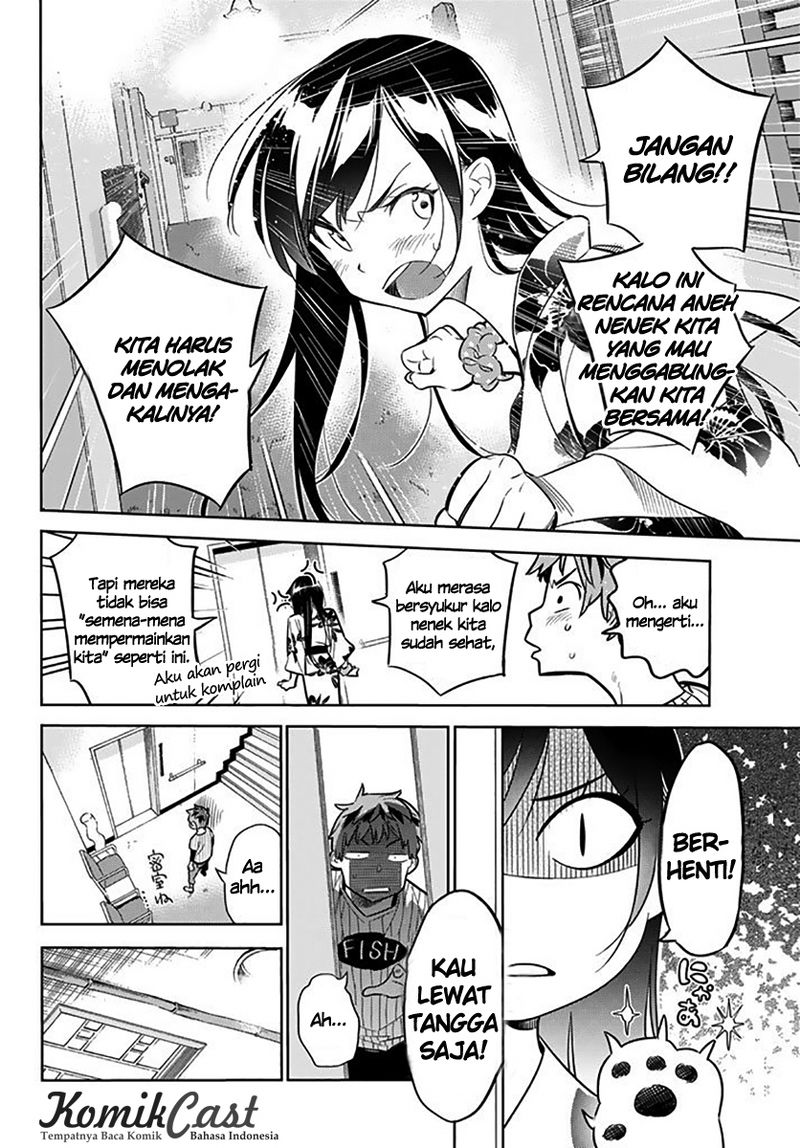 JANGAN
BILANG!!
KALO INI
RENCANA ANEH
NENEK KITA
YANG MAU
MENGGABUNG-
KAN KITA
BERSAMA!
KITA HARUS
MENOLAK
DAN MENGA-
KALINYA!
Oh... aku
mengerti...
Aku merasa
bersyukur kalo
nenek kita
sudah sehat,
Tapi mereka
tidak bisa
"semena-mena
mempermainkan
kita" seperti ini.
Aku akan pergi
untuk komplain
BER-
HENTI!
KAU
LEWAT
TANGGA
SAJA!
FISH
Ah...
Aa
ahh...
KomikCast
Tempatnya Baca Komik Bahasa Indonesia